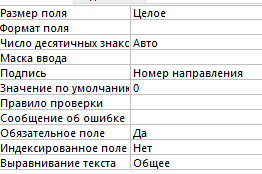 Размер поля Целое
Формат поля
Число десятичных знако Авто
Маска ввода
Подпись Номер направления
Значение по умолчани 0
Правило проверки
Сообщение об ошибке
Обязательное поле Да
Индексированное поле Нет
Выравнивание текста Общее